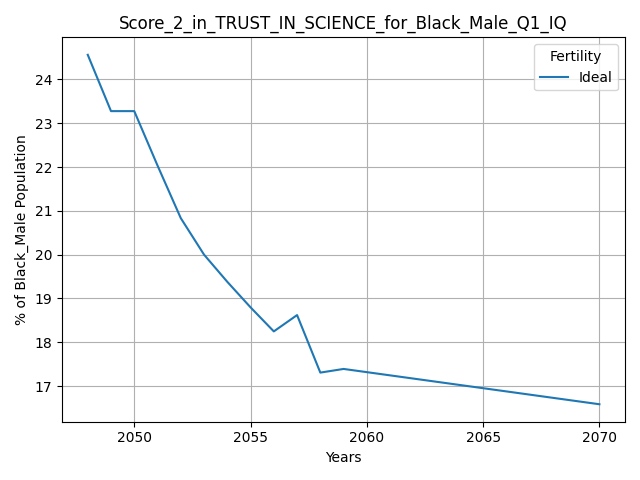 Score_2_in_TRUST_IN_SCIENCE_for_Black_Male_Q1_IQ
Fertility
Ideal
% of Black_Male Population
24
23
22
21
20
19
18
17
2050
2055
2060
2065
2070
Years